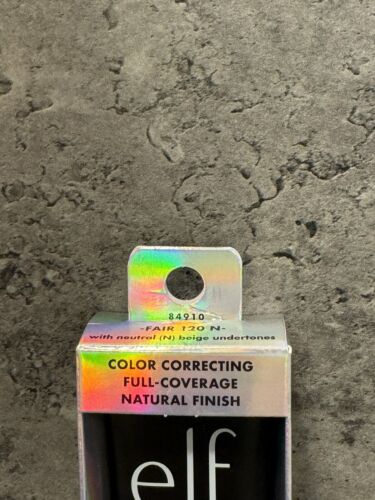 84910
-FAIR 120 N-
with neutral (N) beige undertones
COLOR CORRECTING
FULL-COVERAGE
NATURAL FINISH
elf